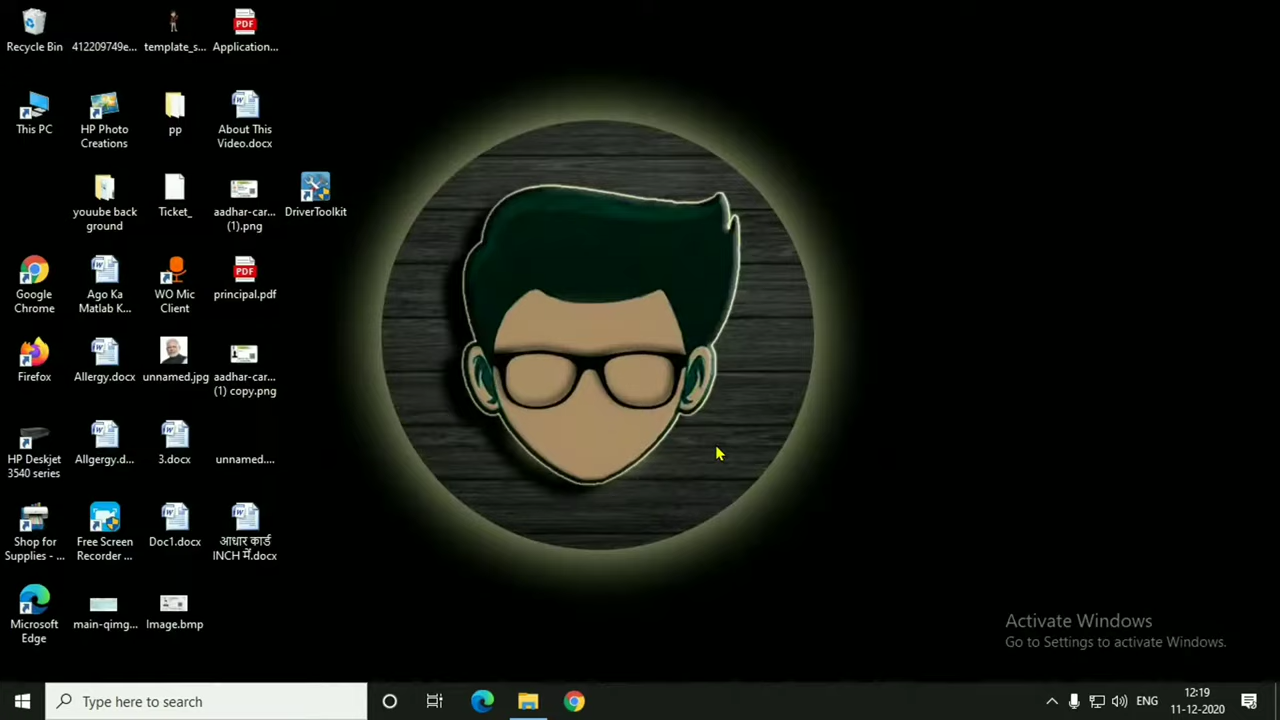 Recycle Bin
412209749e...
template_s...
Application...
This PC
HP Photo
Creations
pp
About This
Video.docx
youube back
ground
Ticket_
aadhar-car...
(1).png
DriverToolkit
Google
Chrome
Ago Ka
Matlab K...
WO Mic
Client
principal.pdf
Firefox
Allergy.docx
unnamed.jpg
aadhar-car...
(1) copy.png
HP Deskjet
3540 series
Allgergy.d...
3.docx
unnamed....
Shop for
Supplies - ...
Free Screen
Recorder ...
Doc1.docx
आधार कार्ड
INCH में.docx
Microsoft
Edge
main-qimg...
Image.bmp
Activate Windows
Go to Settings to activate Windows.
Type here to search
ENG
12:19
11-12-2020